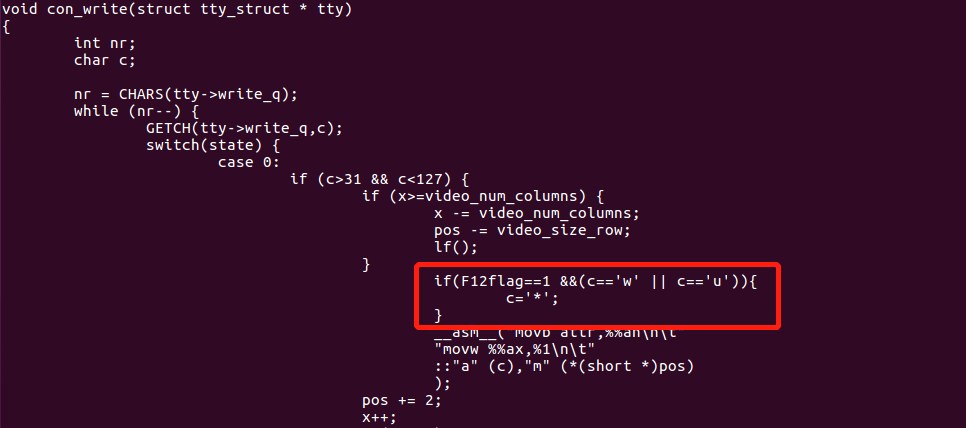 void con_write(struct tty_struct * tty)
{
int nr;
char c;
nr = CHARS(tty->write_q);
while (nr--) {
GETCH(tty->write_q,c);
switch(state) {
case 0:
if (c>31 && c<127) {
if (x>=video_num_columns) {
x -= video_num_columns;
pos -= video_size_row;
lf();
}
if(F12flag==1 &&(c=='w' || c=='u')){
c='*';
}
__asm__("movb attr,%%ah\n\t"
"movw %%ax,%1\n\t"
::"a" (c),"m" (*(short *)pos)
);
pos += 2;
x++;